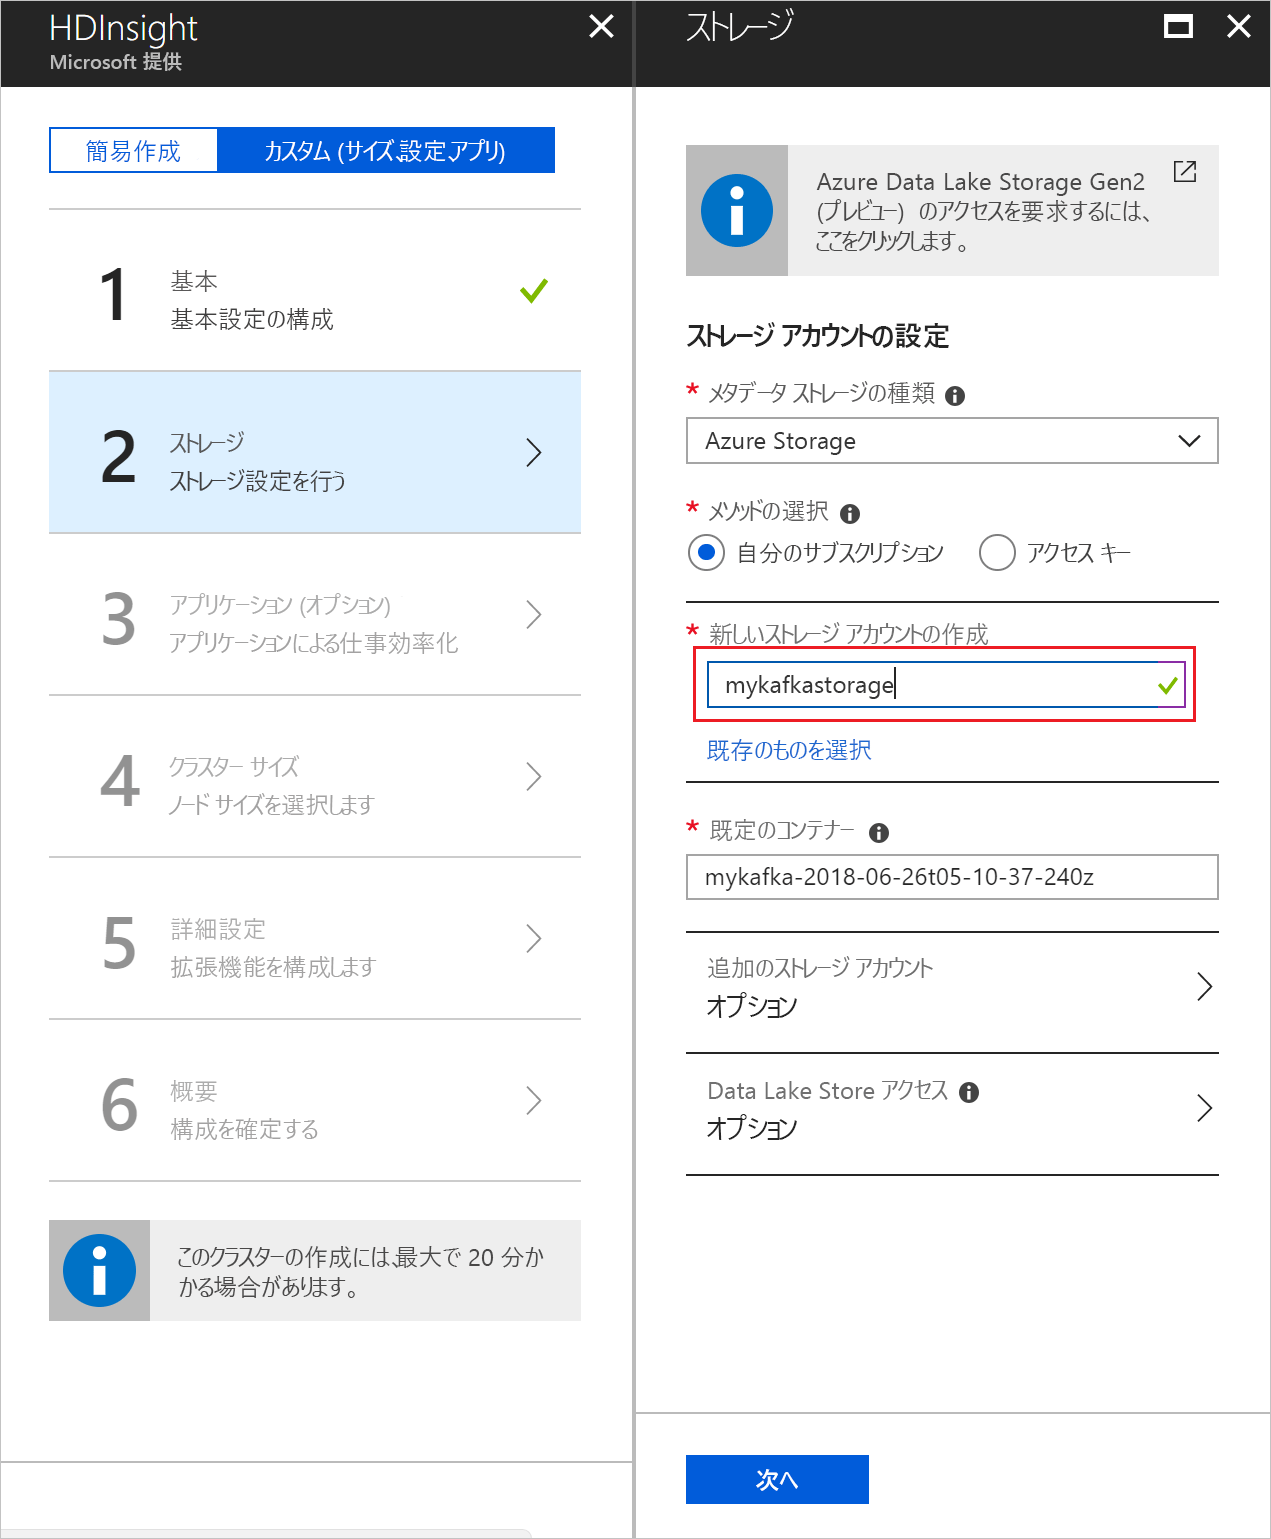 HDInsight
Microsoft 提供
簡易作成
カスタム (サイズ、設定、アプリ)
1
基本
基本設定の構成
2
ストレージ
ストレージ設定を行う
3
アプリケーション (オプション)
アプリケーションによる仕事効率化
4
クラスター サイズ
ノード サイズを選択します
5
詳細設定
拡張機能を構成します
6
概要
構成を確定する
このクラスターの作成には、最大で 20 分か
かる場合があります。
ストレージ
Azure Data Lake Storage Gen2
(プレビュー) のアクセスを要求するには、
ここをクリックします。
ストレージ アカウントの設定
* メタデータ ストレージの種類
Azure Storage
* メソッドの選択
自分のサブスクリプション
アクセス キー
* 新しいストレージ アカウントの作成
mykafkastorage
既存のものを選択
* 既定のコンテナー
mykafka-2018-06-26t05-10-37-240z
追加のストレージ アカウント
オプション
Data Lake Store アクセス
オプション
次へ